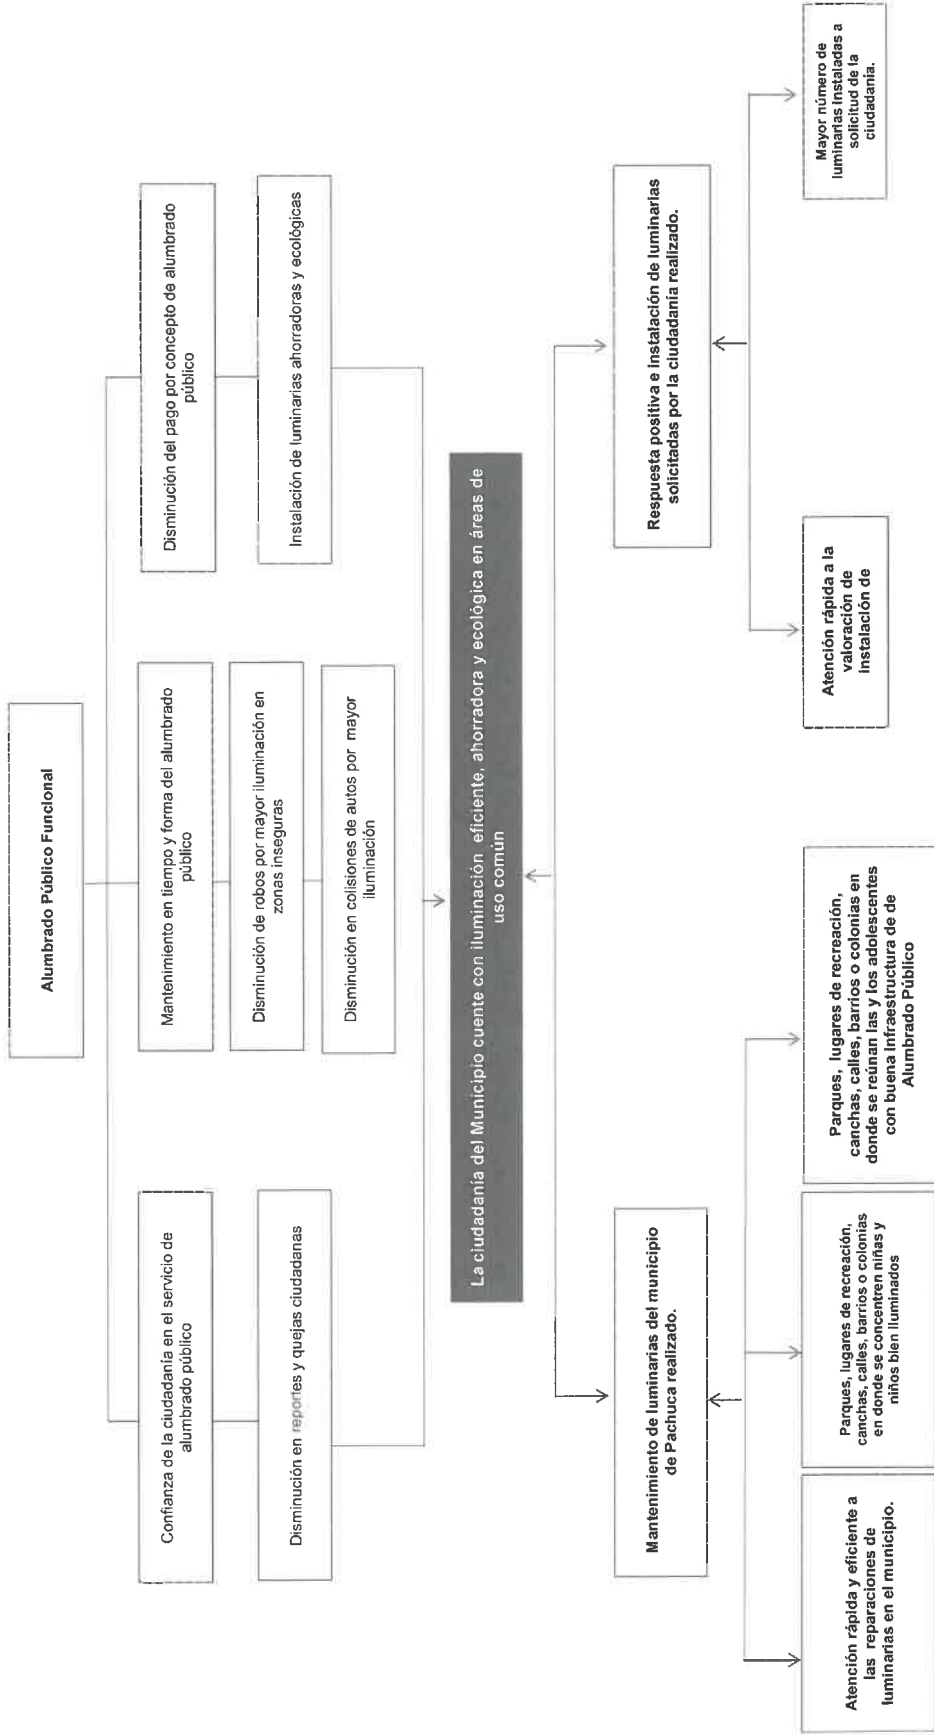 Alumbrado Público Funcional
Confianza de la ciudadanía en el servicio de
alumbrado público
Mantenimiento en tiempo y forma del alumbrado
público
Disminución del pago por concepto de alumbrado
público
Disminución en reportes y quejas ciudadanas
Disminución de robos por mayor iluminación en
zonas inseguras
Instalación de luminarias ahorradoras y ecológicas
Disminución en colisiones de autos por mayor
iluminación
La ciudadanía del Municipio cuente con iluminación eficiente, ahorradora y ecológica en áreas de
uso común
Mantenimiento de luminarias del municipio
de Pachuca realizado.
Respuesta positiva e instalación de luminarias
solicitadas por la ciudadanía realizado.
Atención rápida y eficiente a
las reparaciones de
luminarias en el municipio.
Parques, lugares de recreación,
canchas, calles, barrios o colonias
en donde se concentren niñas y
niños bien iluminados
Parques, lugares de recreación,
canchas, calles, barrios o colonias en
donde se reúnan las y los adolescentes
con buena Infraestructura de de
Alumbrado Público
Atención rápida a la
valoración de
instalación de
Mayor número de
luminarias instaladas a
solicitud de la
ciudadanía.